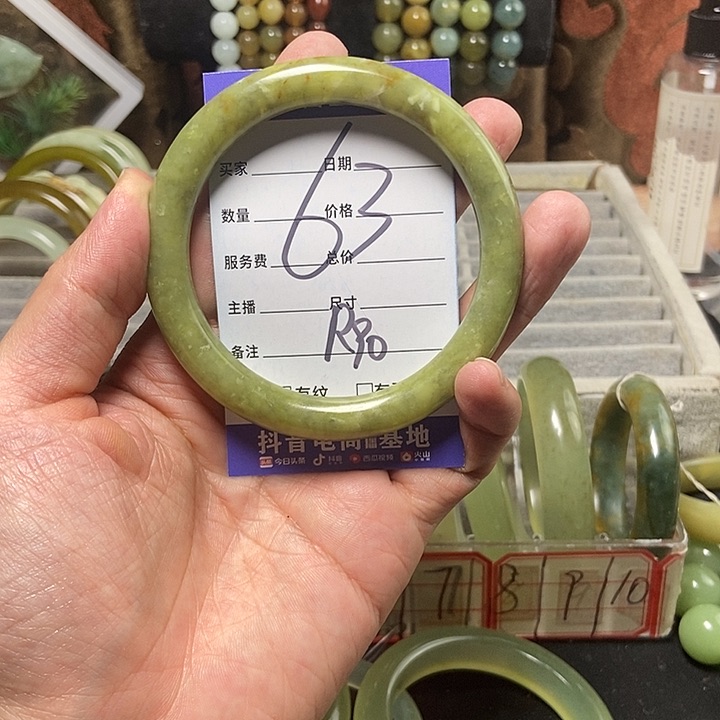 63
买家 日期
数量 价格
服务费 总价
主播 尺寸
R90
备注
有纹
抖音电商 基地
今日头条 抖音 西瓜视频 火山
7 8 9 10